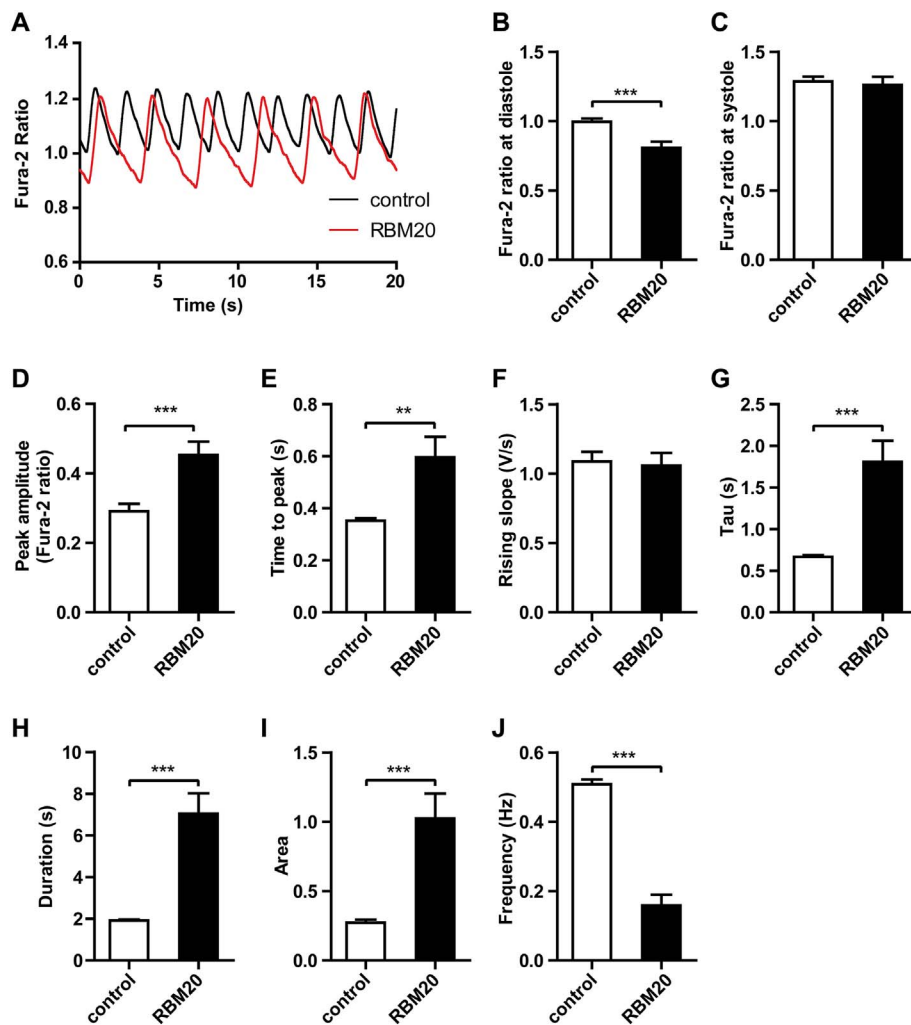 A
Fura-2 Ratio
1.4
1.2
1.0
0.8
0.6
0
5
10
15
20
Time (s)
control
RBM20
B
Fura-2 ratio at diastole
1.5
1.0
0.5
0.0
***
control
RBM20
C
Fura-2 ratio at systole
1.5
1.0
0.5
0.0
control
RBM20
D
Peak amplitude
(Fura-2 ratio)
0.6
0.4
0.2
0.0
***
control
RBM20
E
Time to peak (s)
0.8
0.6
0.4
0.2
0.0
**
control
RBM20
F
Rising slope (V/s)
1.5
1.0
0.5
0.0
control
RBM20
G
Tau (s)
2.5
2.0
1.5
1.0
0.5
0.0
***
control
RBM20
H
Duration (s)
10
8
6
4
2
0
***
control
RBM20
I
Area
1.5
1.0
0.5
0.0
***
control
RBM20
J
Frequency (Hz)
0.6
0.4
0.2
0.0
***
control
RBM20